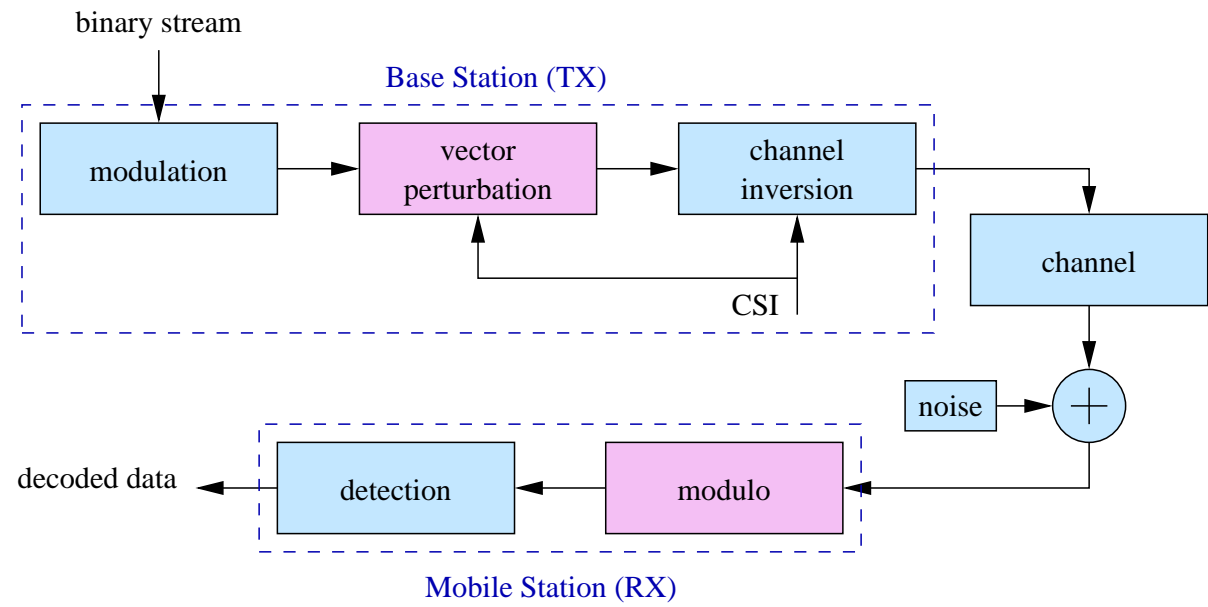 binary stream
Base Station (TX)
modulation
vector
perturbation
channel
inversion
CSI
channel
noise
decoded data
detection
modulo
Mobile Station (RX)